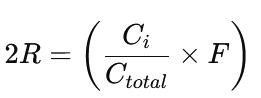 2R = (C_i / C_total × F)